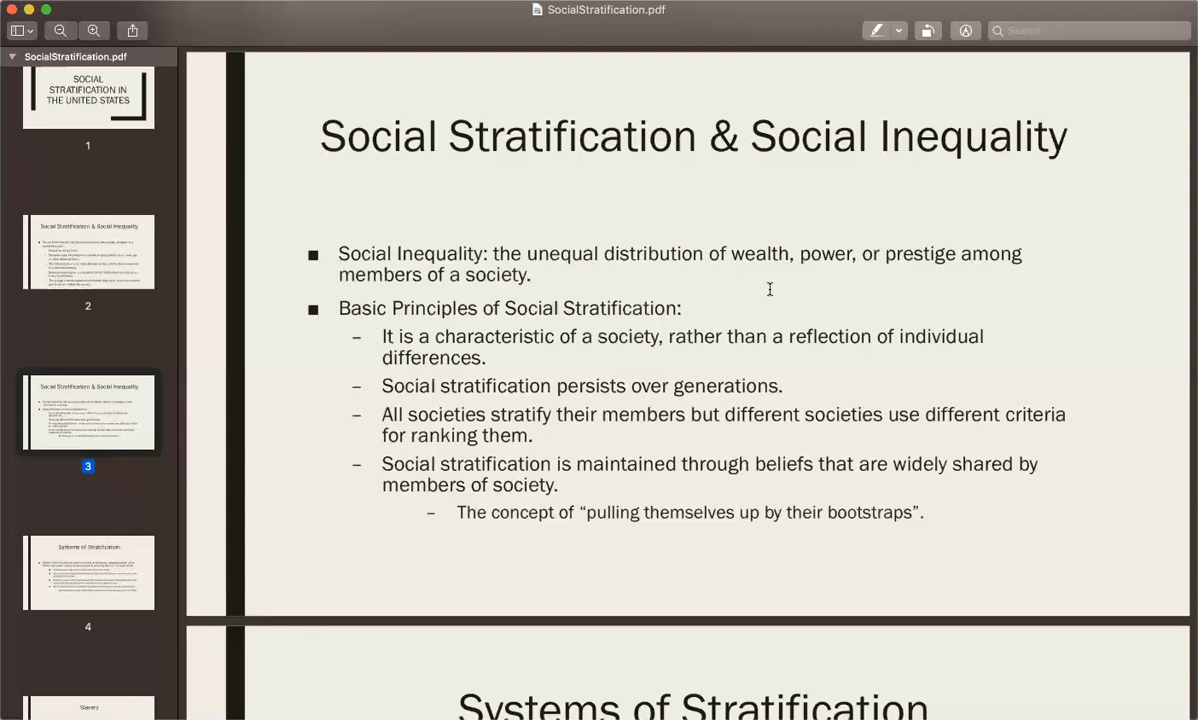 SocialStratification.pdf
Search
SocialStratification.pdf
SOCIAL
STRATIFICATION IN
THE UNITED STATES
1
Social Stratification & Social Inequality
2
Social Stratification & Social Inequality
3
Systems of Stratification
4
Slavery
Social Stratification & Social Inequality
■ Social Inequality: the unequal distribution of wealth, power, or prestige among
members of a society.
■ Basic Principles of Social Stratification:
– It is a characteristic of a society, rather than a reflection of individual
differences.
– Social stratification persists over generations.
– All societies stratify their members but different societies use different criteria
for ranking them.
– Social stratification is maintained through beliefs that are widely shared by
members of society.
– The concept of “pulling themselves up by their bootstraps”.
Systems of Stratification